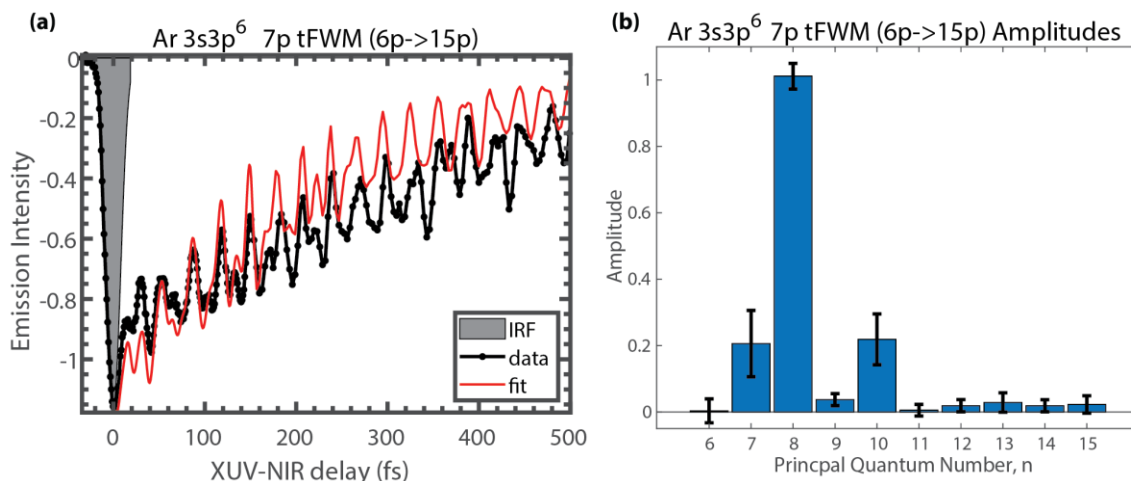 (a)
Ar 3s3p⁶ 7p tFWM (6p->15p)
0
-0.2
-0.4
-0.6
-0.8
-1
Emission Intensity
IRF
data
fit
0 100 200 300 400 500
XUV-NIR delay (fs)
(b)
Ar 3s3p⁶ 7p tFWM (6p->15p) Amplitudes
1
0.8
0.6
0.4
0.2
0
Amplitude
6 7 8 9 10 11 12 13 14 15
Princpal Quantum Number, n